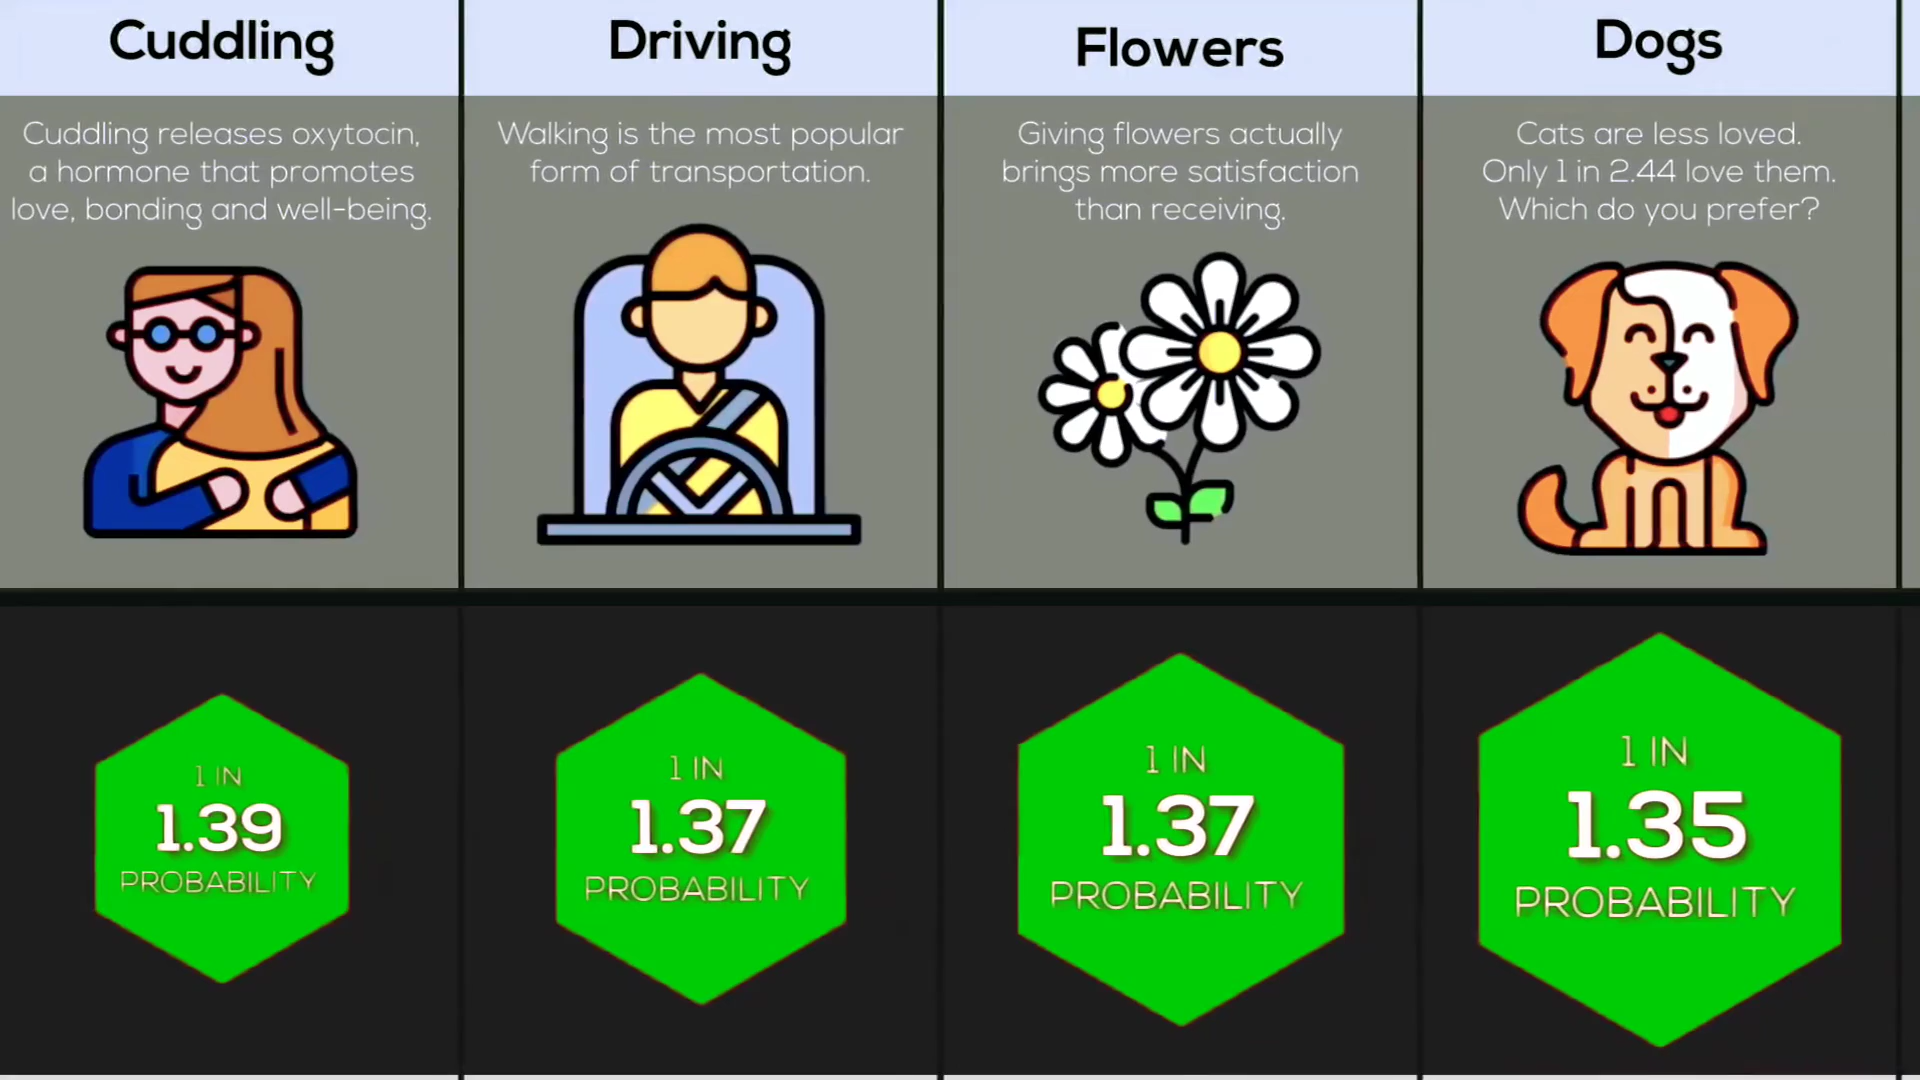 Cuddling
Cuddling releases oxytocin,
a hormone that promotes
love, bonding and well-being.
1 IN
1.39
PROBABILITY
Driving
Walking is the most popular
form of transportation.
1 IN
1.37
PROBABILITY
Flowers
Giving flowers actually
brings more satisfaction
than receiving.
1 IN
1.37
PROBABILITY
Dogs
Cats are less loved.
Only 1 in 2.44 love them.
Which do you prefer?
1 IN
1.35
PROBABILITY